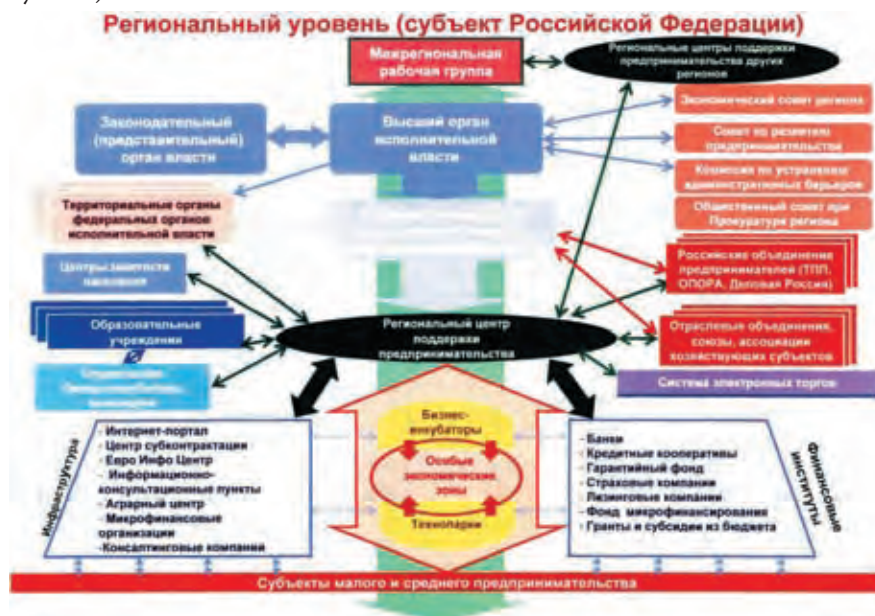 Региональный уровень (субъект Российской Федерации)
Межрегиональная
рабочая группа
Региональные центры поддержки
предпринимательства других
регионов
Законодательный
(представительный)
орган власти
Высший орган
исполнительной
власти
Экономический совет региона
Совет по развитию
предпринимательства
Комиссия по устранению
административных барьеров
Общественный совет при
Прокуратуре региона
Территориальные органы
федеральных органов
исполнительной власти
Центры занятости
населения
Российские объединения
предпринимателей (ТПП,
ОПОРА, Деловая Россия)
Образовательные
учреждения
Региональный центр
поддержки
предпринимательства
Отраслевые объединения,
союзы, ассоциации
хозяйствующих субъектов
Система электронных торгов
Инфраструктура
- Интернет-портал
- Центр субконтрактации
- Евро Инфо Центр
- Информационно-
консультационные пункты
- Аграрный центр
- Микрофинансовые
организации
- Консалтинговые компании
Бизнес-
инкубаторы
Особые
экономические
зоны
Технопарки
- Банки
- Кредитные кооперативы
- Гарантийный фонд
- Страховые компании
- Лизинговые компании
- Фонд микрофинансирования
- Гранты и субсидии из бюджета
Финансовые
институты
Субъекты малого и среднего предпринимательства